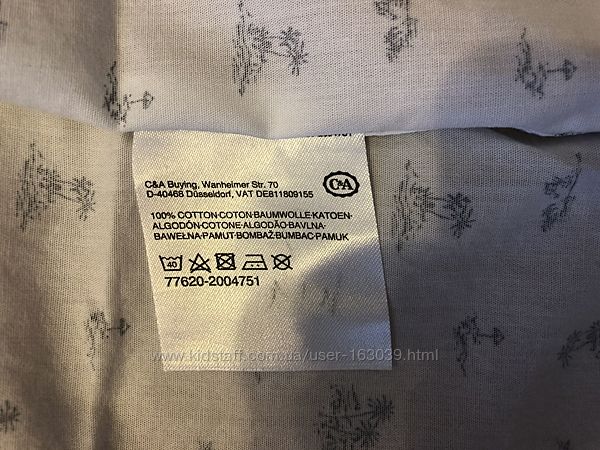 C&A Buying, Wanheimer Str. 70
D-40468 Düsseldorf, VAT DE811809155
C&A
100% COTTON·COTON·BAUMWOLLE·KATOEN·
ALGODÓN·COTONE·ALGODÃO·BAVLNA·
BAWEŁNA·PAMUT·BOMBAŽ·BUMBAC·PAMUK
40
77620-2004751
www.kidstaff.com.ua/user-163039.html